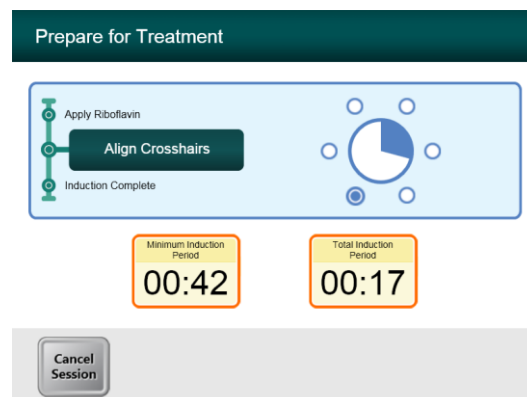 Prepare for Treatment
Apply Riboflavin
Align Crosshairs
Induction Complete
Minimum Induction
Period
00:42
Total Induction
Period
00:17
Cancel
Session